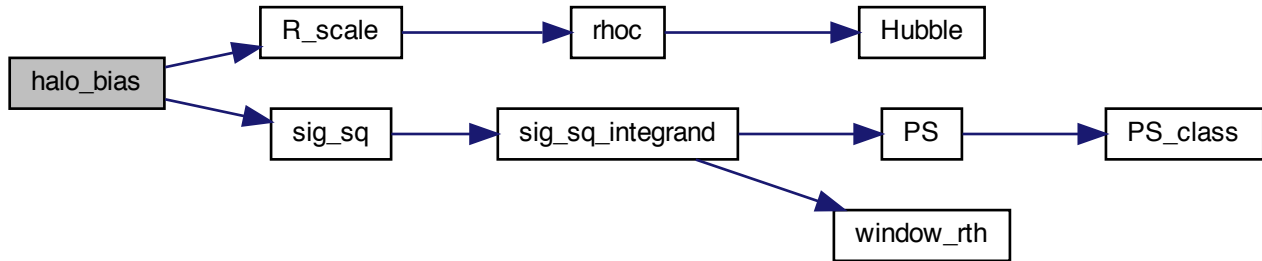 halo_bias
R_scale
rhoc
Hubble
sig_sq
sig_sq_integrand
PS
PS_class
window_rth